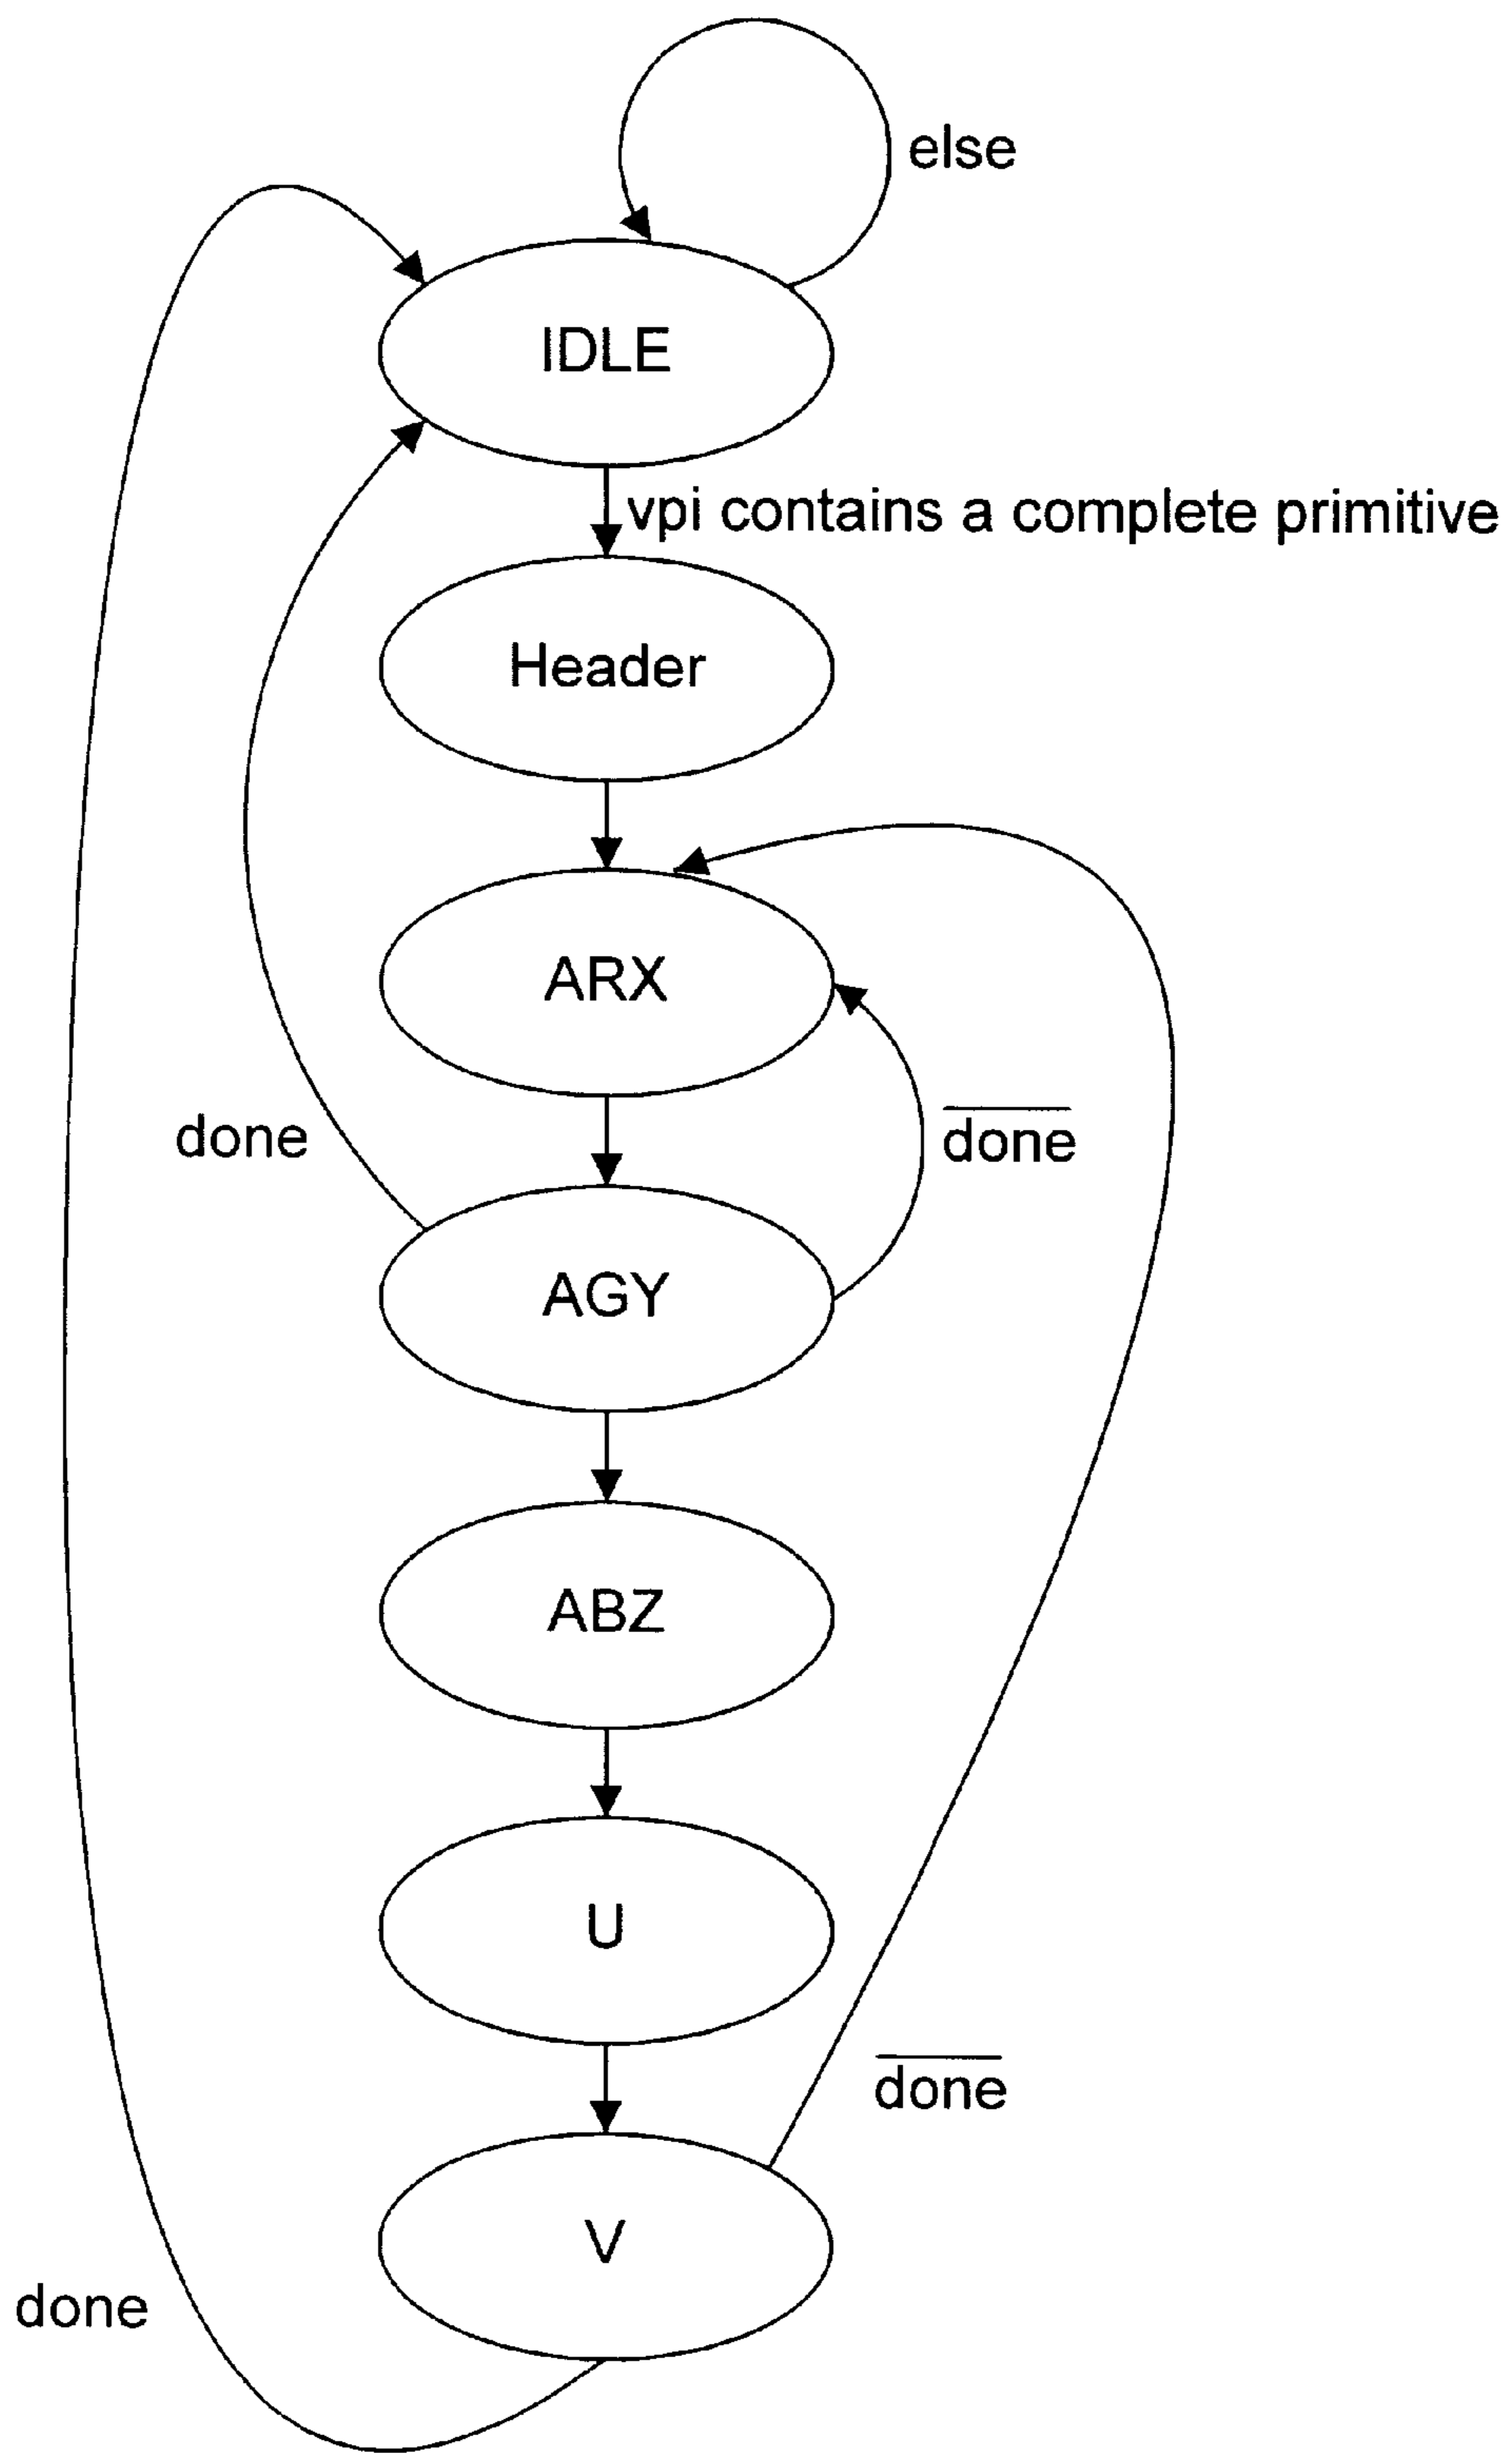 else
IDLE
vpi contains a complete primitive
Header
ARX
done
done
AGY
ABZ
U
done
V
done